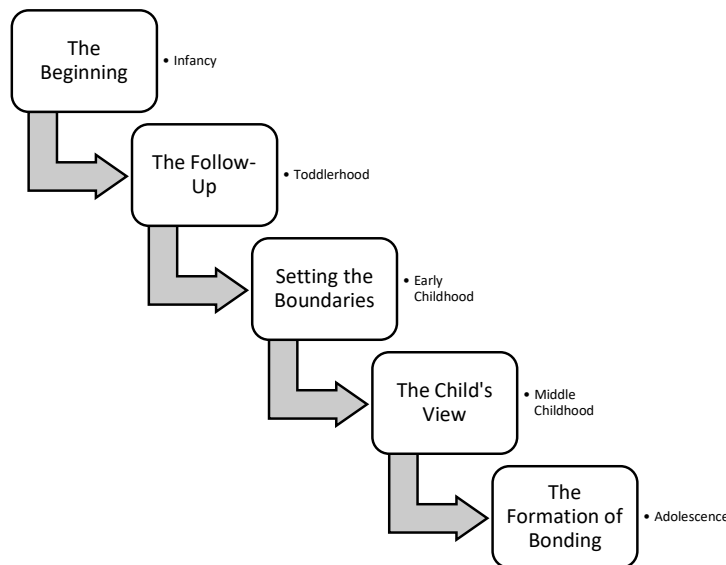 The
Beginning
• Infancy
The Follow-
Up
• Toddlerhood
Setting the
Boundaries
• Early
Childhood
The Child's
View
• Middle
Childhood
The
Formation of
Bonding
• Adolescence